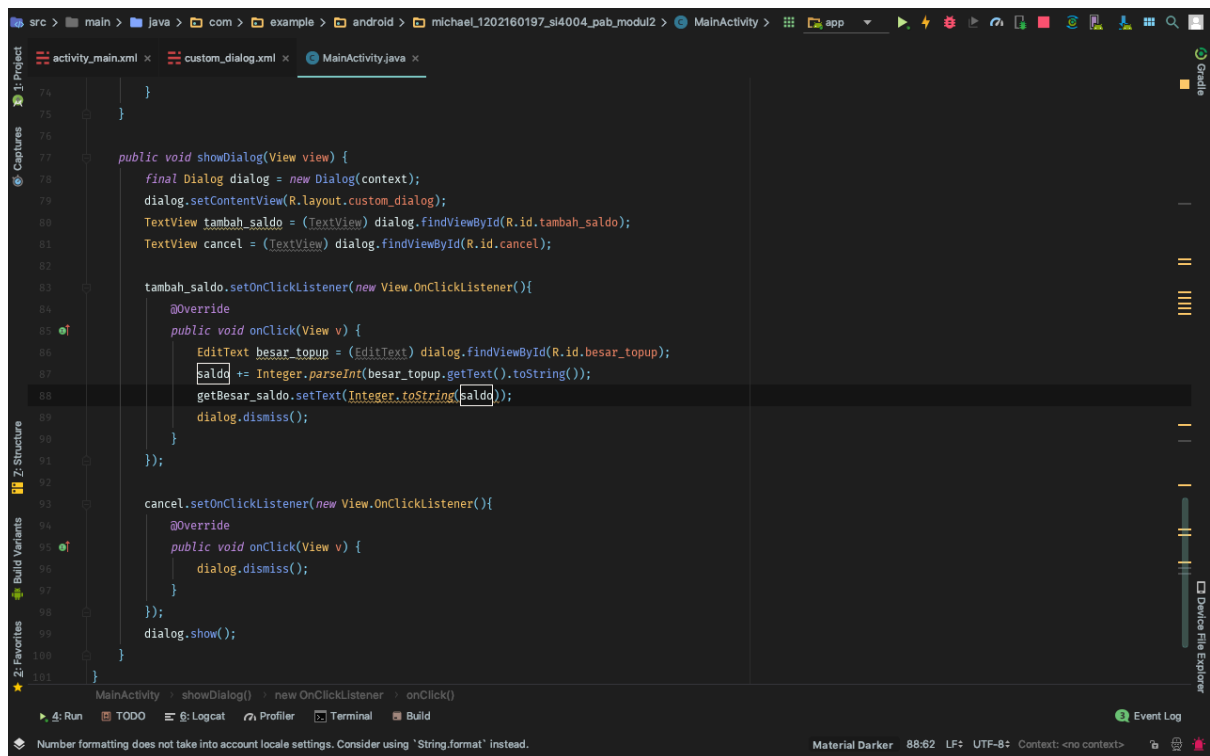 src > main > java > com > example > android > michael_1202160197_si4004_pab_modul2 > MainActivity > app
activity_main.xml × custom_dialog.xml × MainActivity.java ×
1: Project
Captures
Z: Structure
Build Variants
2: Favorites
74 }
75 }
76
77 public void showDialog(View view) {
78 final Dialog dialog = new Dialog(context);
79 dialog.setContentView(R.layout.custom_dialog);
80 TextView tambah_saldo = (TextView) dialog.findViewById(R.id.tambah_saldo);
81 TextView cancel = (TextView) dialog.findViewById(R.id.cancel);
82
83 tambah_saldo.setOnClickListener(new View.OnClickListener(){
84 @Override
85 public void onClick(View v) {
86 EditText besar_topup = (EditText) dialog.findViewById(R.id.besar_topup);
87 saldo += Integer.parseInt(besar_topup.getText().toString());
88 getBesar_saldo.setText(Integer.toString(saldo));
89 dialog.dismiss();
90 }
91 });
92
93 cancel.setOnClickListener(new View.OnClickListener(){
94 @Override
95 public void onClick(View v) {
96 dialog.dismiss();
97 }
98 });
99 dialog.show();
100 }
101 }
Gradle
Device File Explorer
MainActivity > showDialog() > new OnClickListener > onClick()
4: Run TODO 6: Logcat Profiler Terminal Build 3 Event Log
Number formatting does not take into account locale settings. Consider using `String.format` instead. Material Darker 88:62 LF÷ UTF-8÷ Context: <no context>